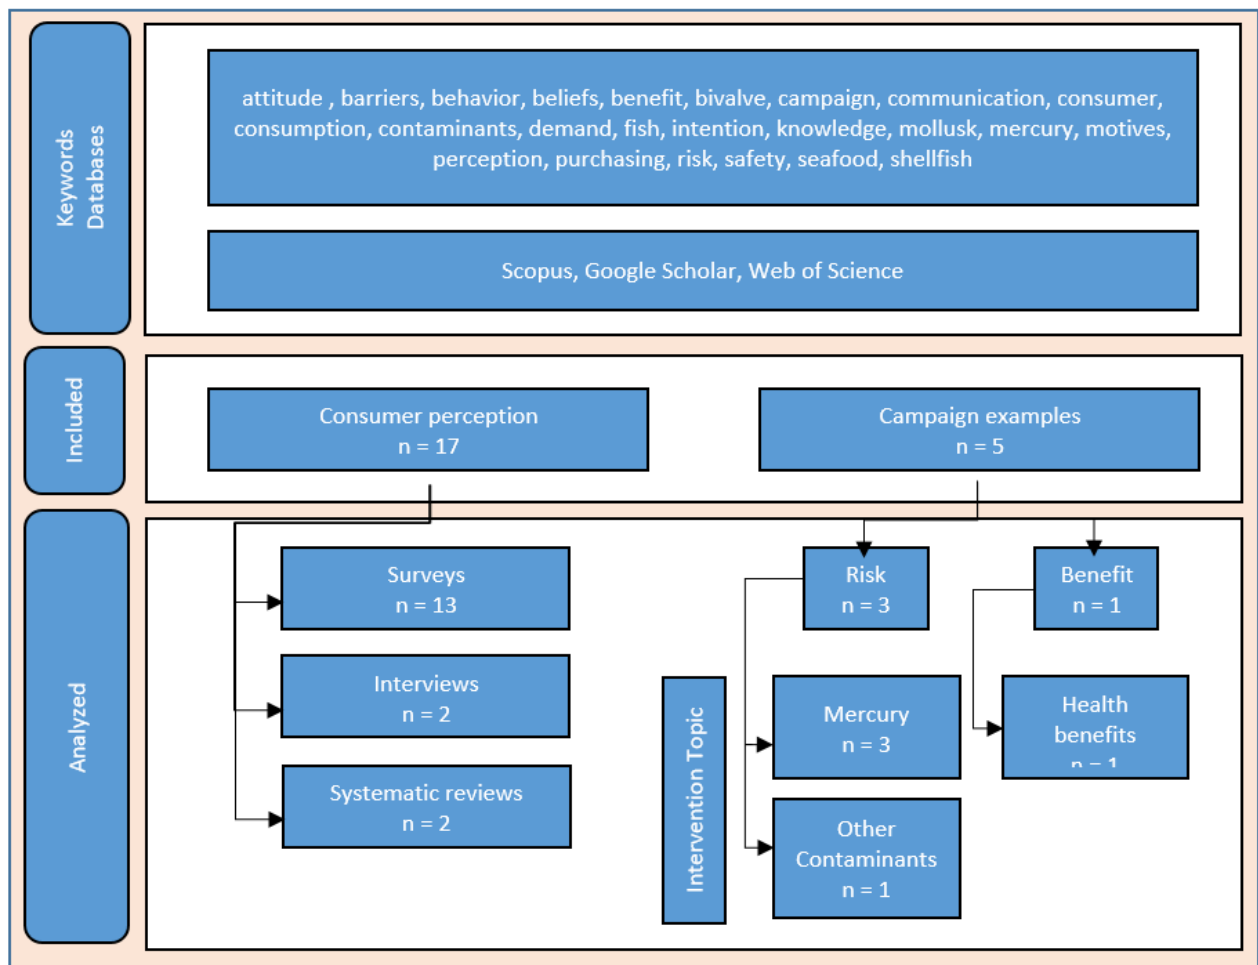 Keywords
Databases
attitude , barriers, behavior, beliefs, benefit, bivalve, campaign, communication, consumer,
consumption, contaminants, demand, fish, intention, knowledge, mollusk, mercury, motives,
perception, purchasing, risk, safety, seafood, shellfish
Scopus, Google Scholar, Web of Science
Included
Consumer perception
n = 17
Campaign examples
n = 5
Analyzed
Surveys
n = 13
Interviews
n = 2
Systematic reviews
n = 2
Risk
n = 3
Benefit
n = 1
Intervention Topic
Mercury
n = 3
Other
Contaminants
n = 1
Health
benefits
n = 1